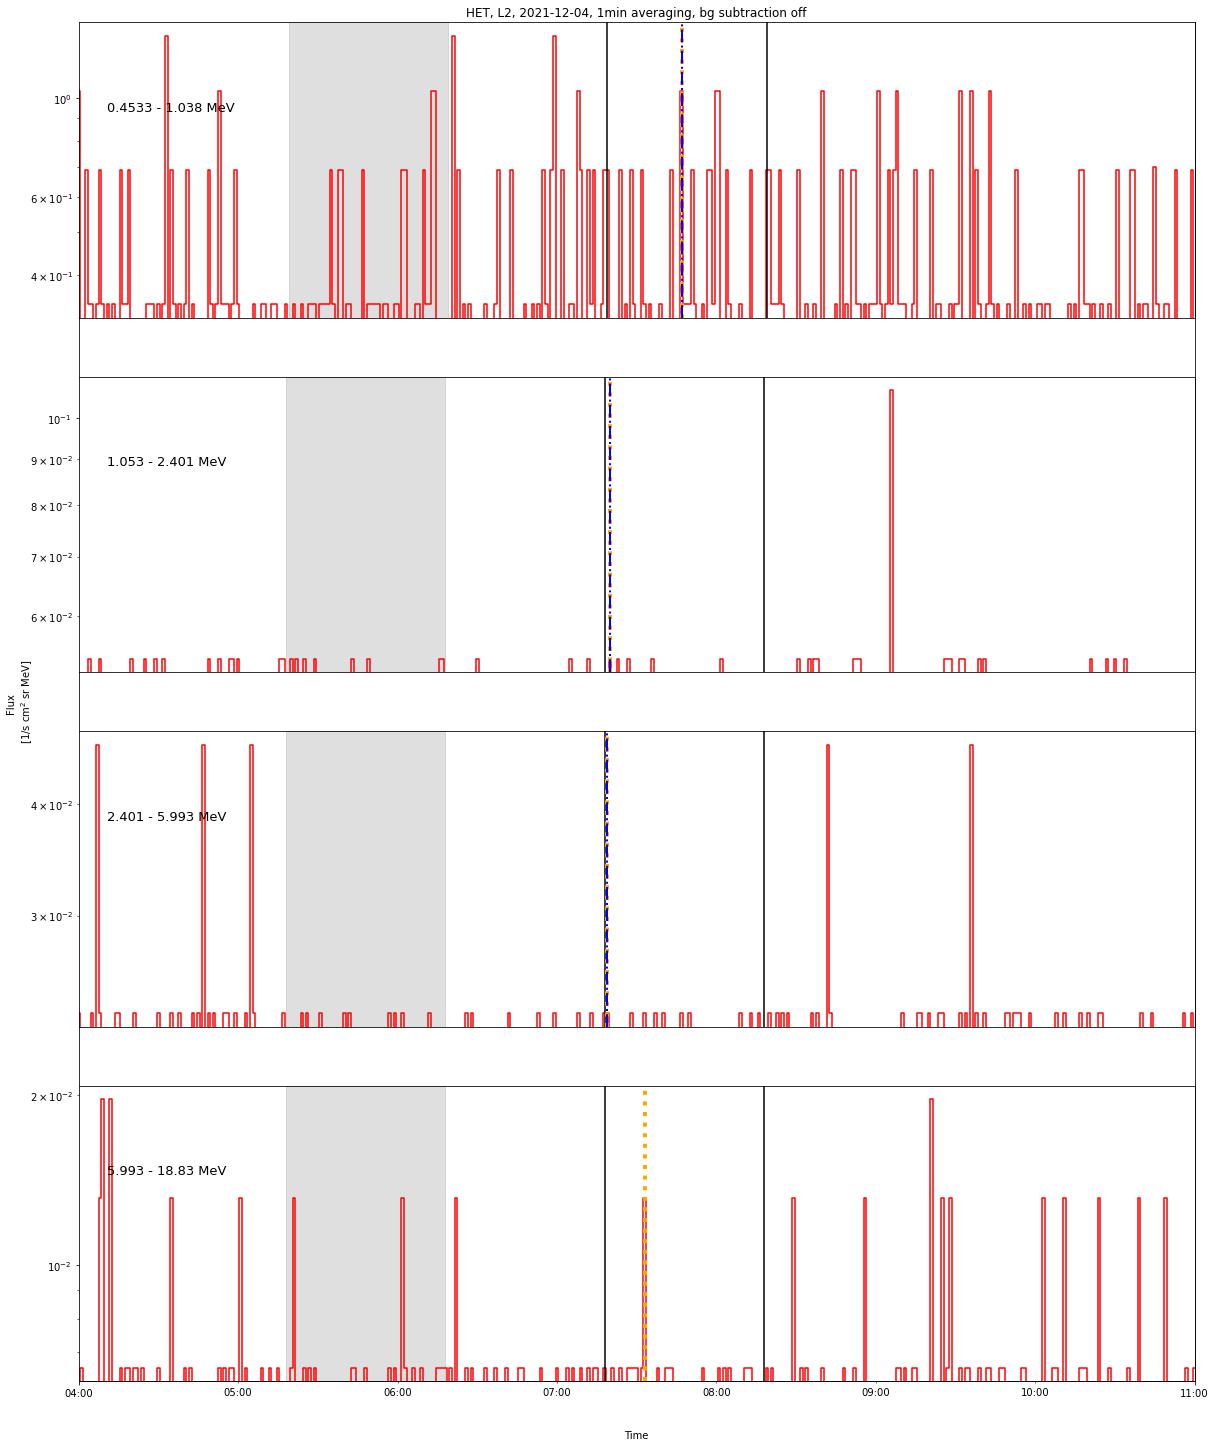 HET, L2, 2021-12-04, 1min averaging, bg subtraction off
10⁰
0.4533 - 1.038 MeV
6 × 10⁻¹
4 × 10⁻¹
10⁻¹
9 × 10⁻²
1.053 - 2.401 MeV
8 × 10⁻²
7 × 10⁻²
6 × 10⁻²
Flux
[1/s cm² sr MeV]
4 × 10⁻²
2.401 - 5.993 MeV
3 × 10⁻²
2 × 10⁻²
5.993 - 18.83 MeV
10⁻²
04:00 05:00 06:00 07:00 08:00 09:00 10:00 11:00
Time